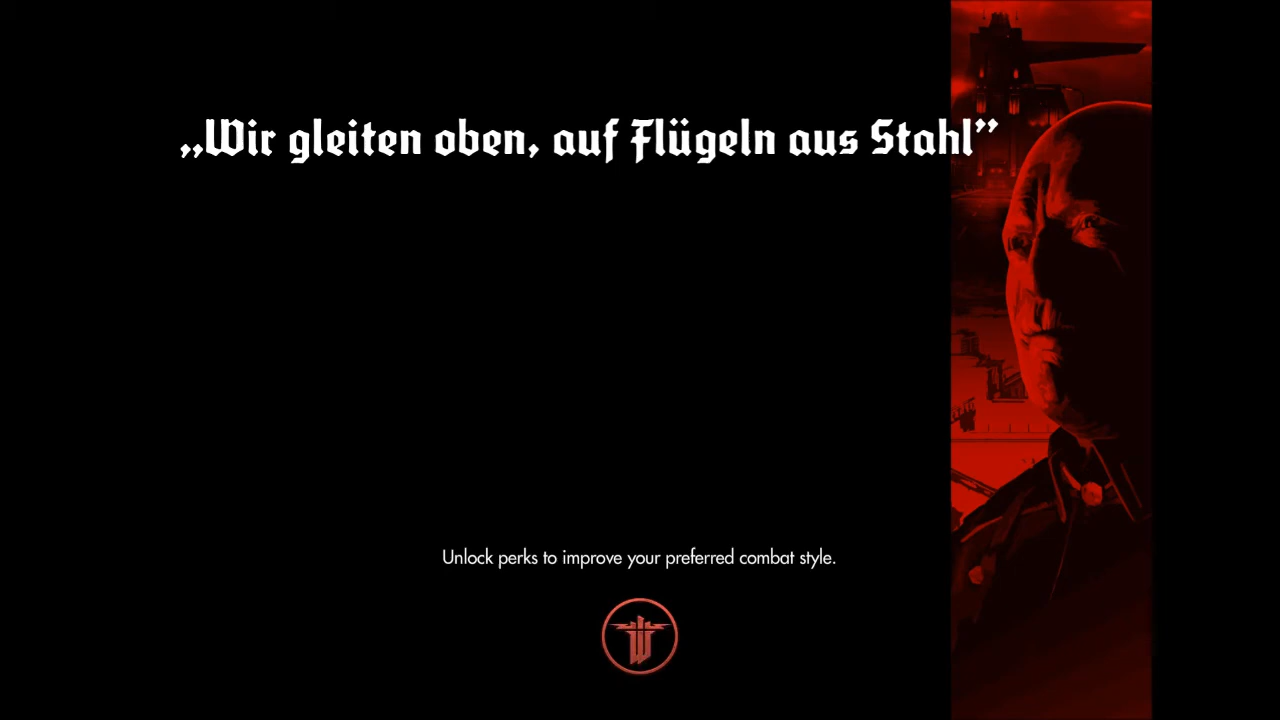 „Wir gleiten oben, auf Flügeln aus Stahl”
Unlock perks to improve your preferred combat style.